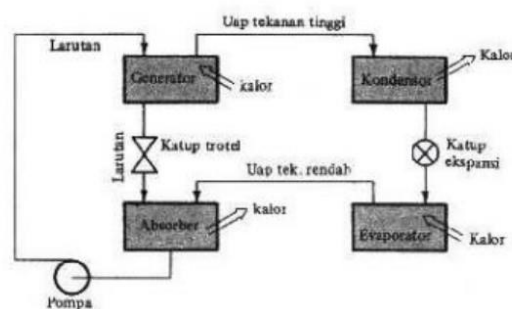 Uap tekanan tinggi
Larutan
Kalor
Generator
kalor
Kondensor
Larutan
Katup trotel
Katup
ekspansi
Uap tek. rendah
Absorber
kalor
Evaporator
Kalor
Pompa